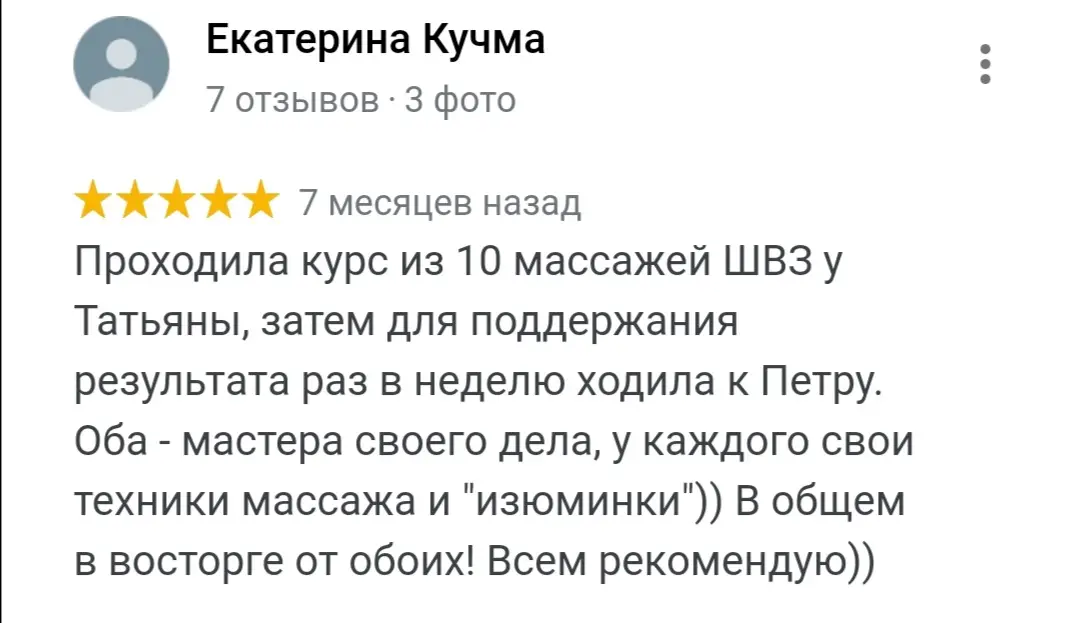 Екатерина Кучма
7 отзывов · 3 фото
7 месяцев назад
Проходила курс из 10 массажей ШВЗ у
Татьяны, затем для поддержания
результата раз в неделю ходила к Петру.
Оба - мастера своего дела, у каждого свои
техники массажа и "изюминки")) В общем
в восторге от обоих! Всем рекомендую))